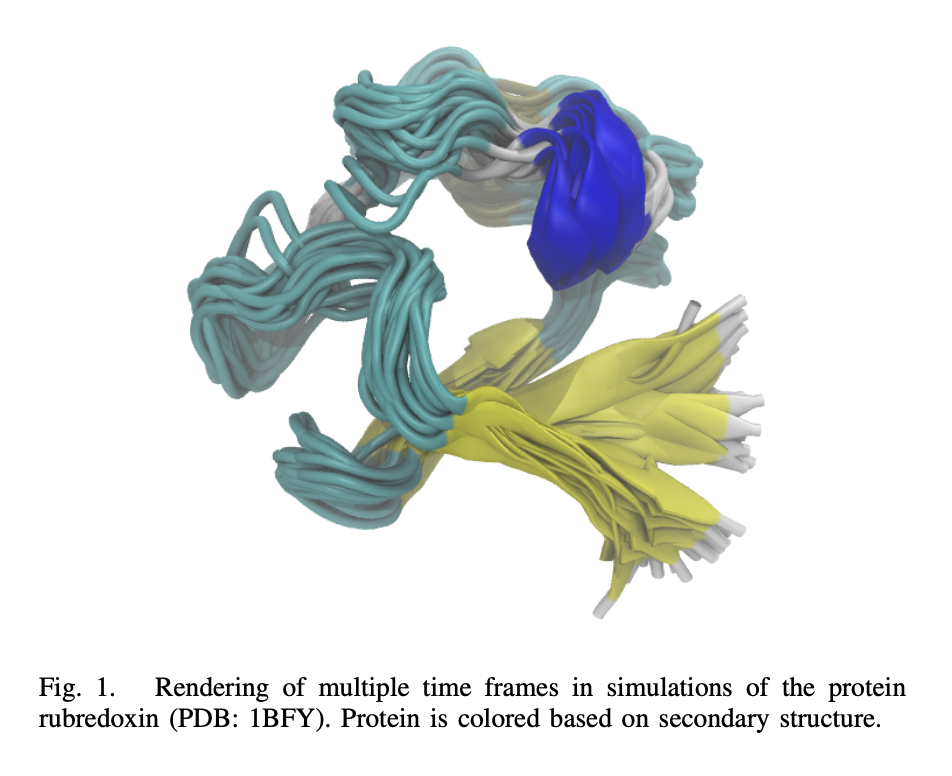 Fig. 1. Rendering of multiple time frames in simulations of the protein
rubredoxin (PDB: 1BFY). Protein is colored based on secondary structure.